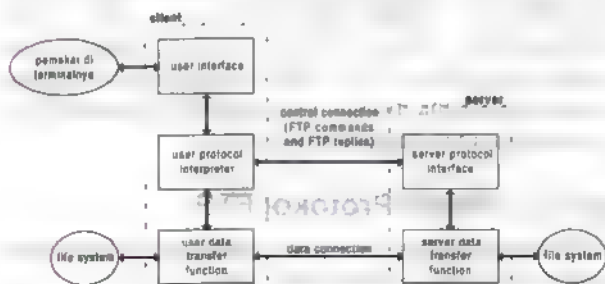 client
pemakai di
terminalnya
user interface
control connection
(FTP commands
and FTP replies)
server
user protocol
interpreter
server protocol
interface
Protokol
file system
user data
transfer
function
data connection
server data
transfer
function
file system